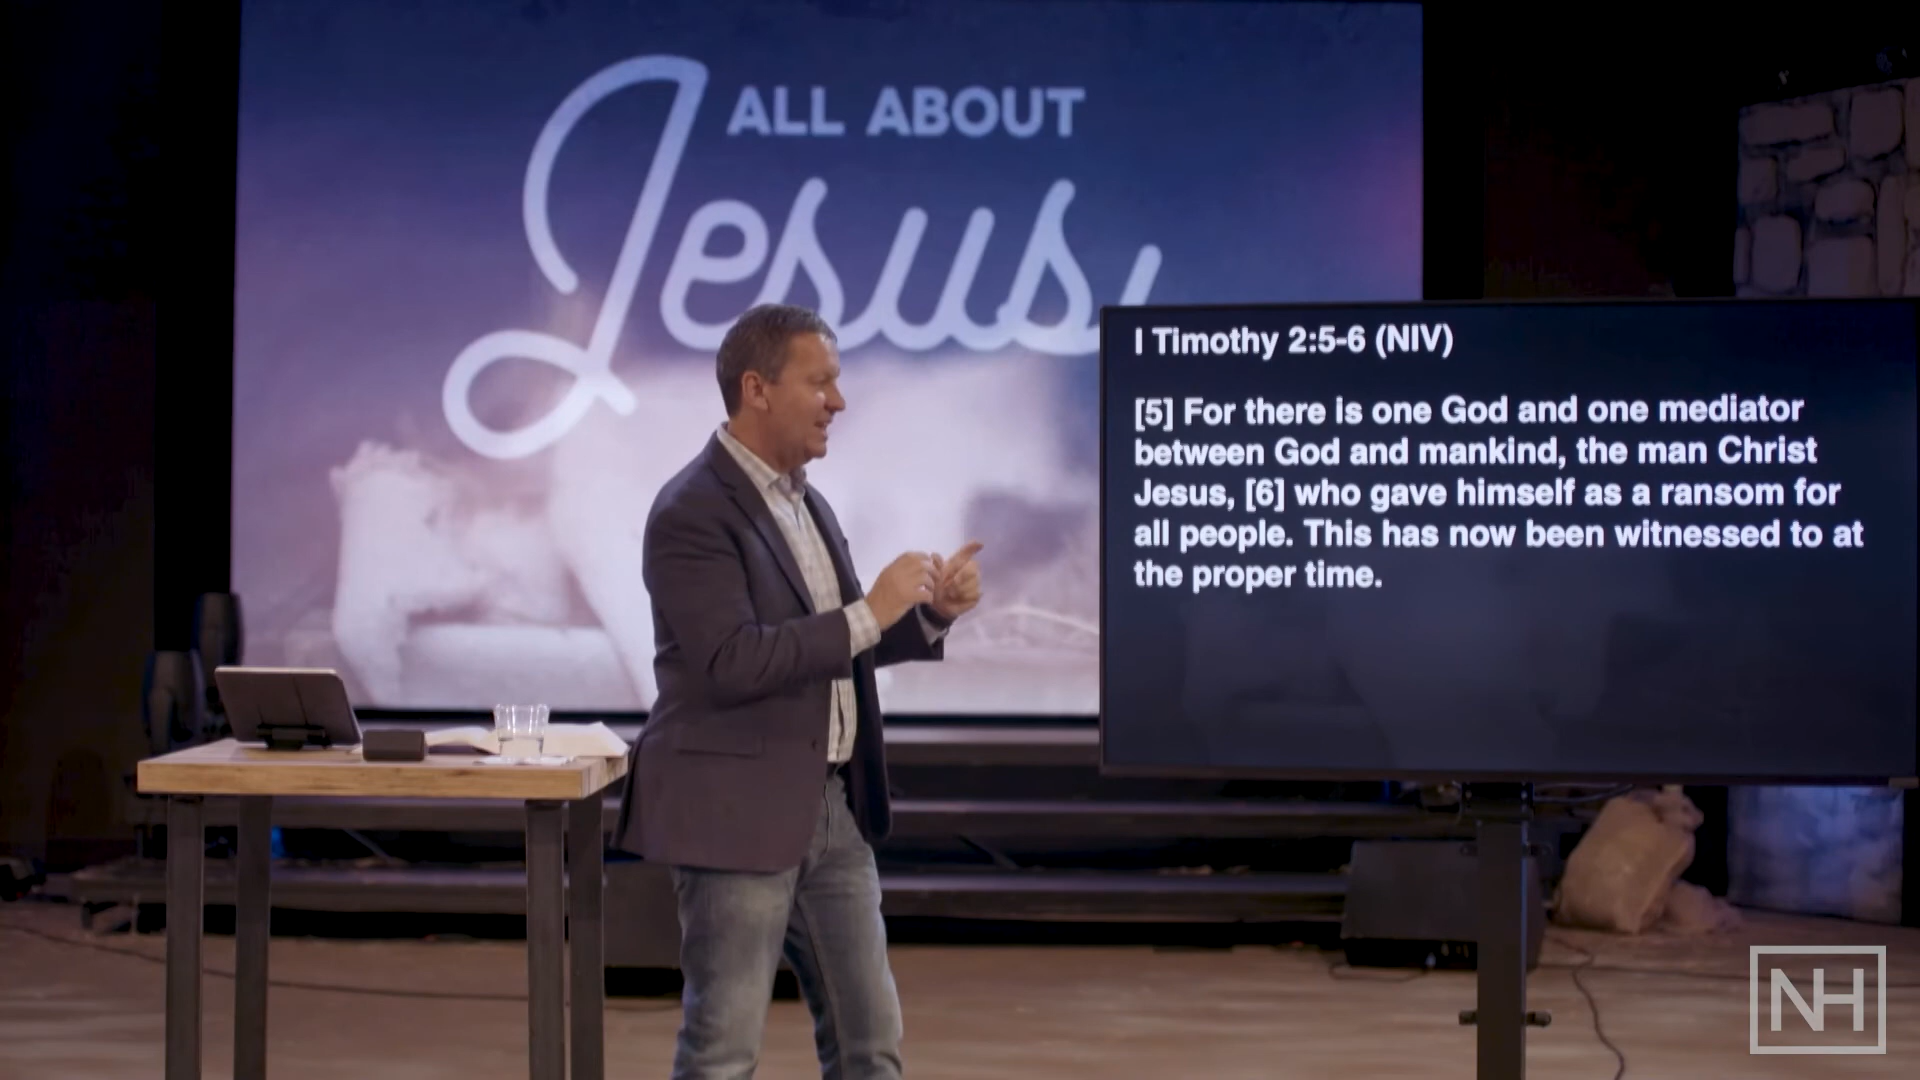 ALL ABOUT
Jesus
I Timothy 2:5-6 (NIV)
[5] For there is one God and one mediator
between God and mankind, the man Christ
Jesus, [6] who gave himself as a ransom for
all people. This has now been witnessed to at
the proper time.
NH